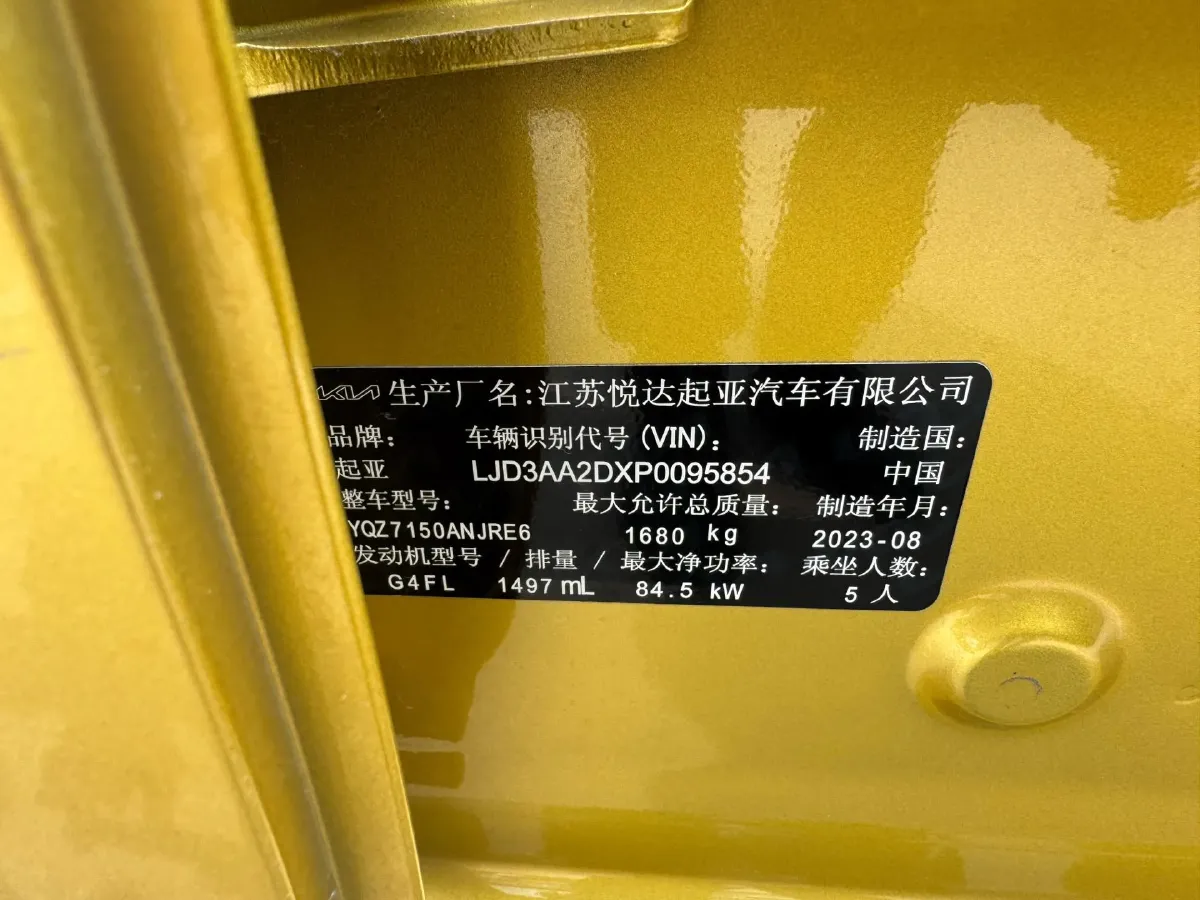 KIA 生产厂名:江苏悦达起亚汽车有限公司
品牌: 车辆识别代号(VIN): 制造国:
起亚 LJD3AA2DXP0095854 中国
整车型号: 最大允许总质量: 制造年月:
YQZ7150ANJRE6 1680 kg 2023-08
发动机型号 / 排量 / 最大净功率: 乘坐人数:
G4FL 1497 mL 84.5 kW 5 人